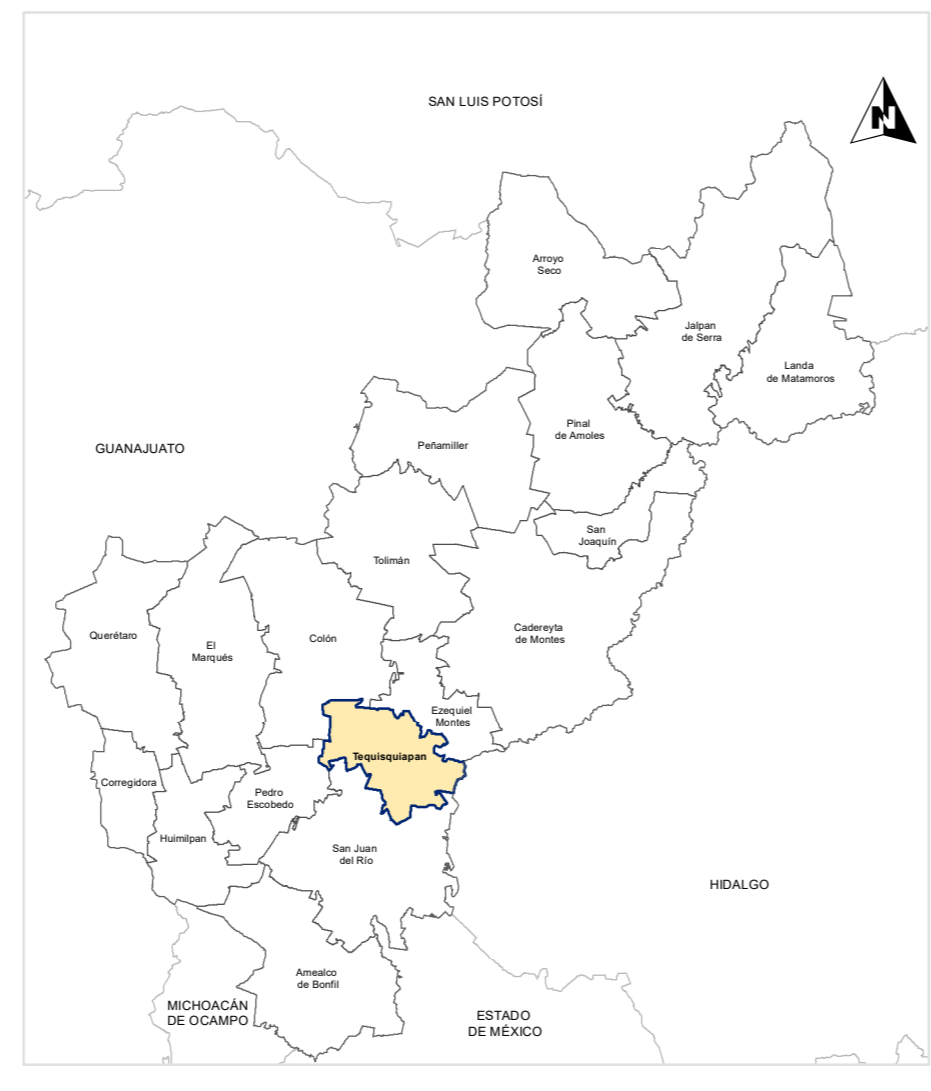 SAN LUIS POTOSÍ
N
Arroyo
Seco
Jalpan
de Serra
Landa
de Matamoros
Pinal
de Amoles
GUANAJUATO
Peñamiller
San
Joaquín
Tolimán
Cadereyta
de Montes
Querétaro
El
Marqués
Colón
Ezequiel
Montes
Tequisquiapan
Corregidora
Pedro
Escobedo
Huimilpan
San Juan
del Río
HIDALGO
Amealco
de Bonfil
MICHOACÁN
DE OCAMPO
ESTADO
DE MÉXICO